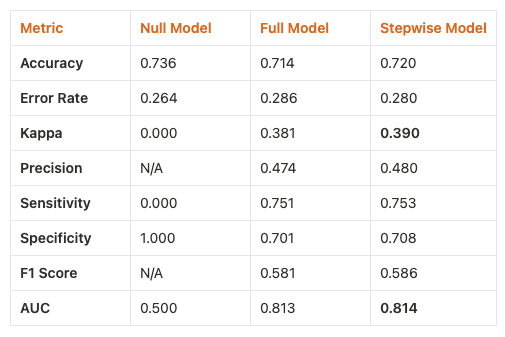 Metric Null Model Full Model Stepwise Model
Accuracy 0.736 0.714 0.720
Error Rate 0.264 0.286 0.280
Kappa 0.000 0.381 0.390
Precision N/A 0.474 0.480
Sensitivity 0.000 0.751 0.753
Specificity 1.000 0.701 0.708
F1 Score N/A 0.581 0.586
AUC 0.500 0.813 0.814